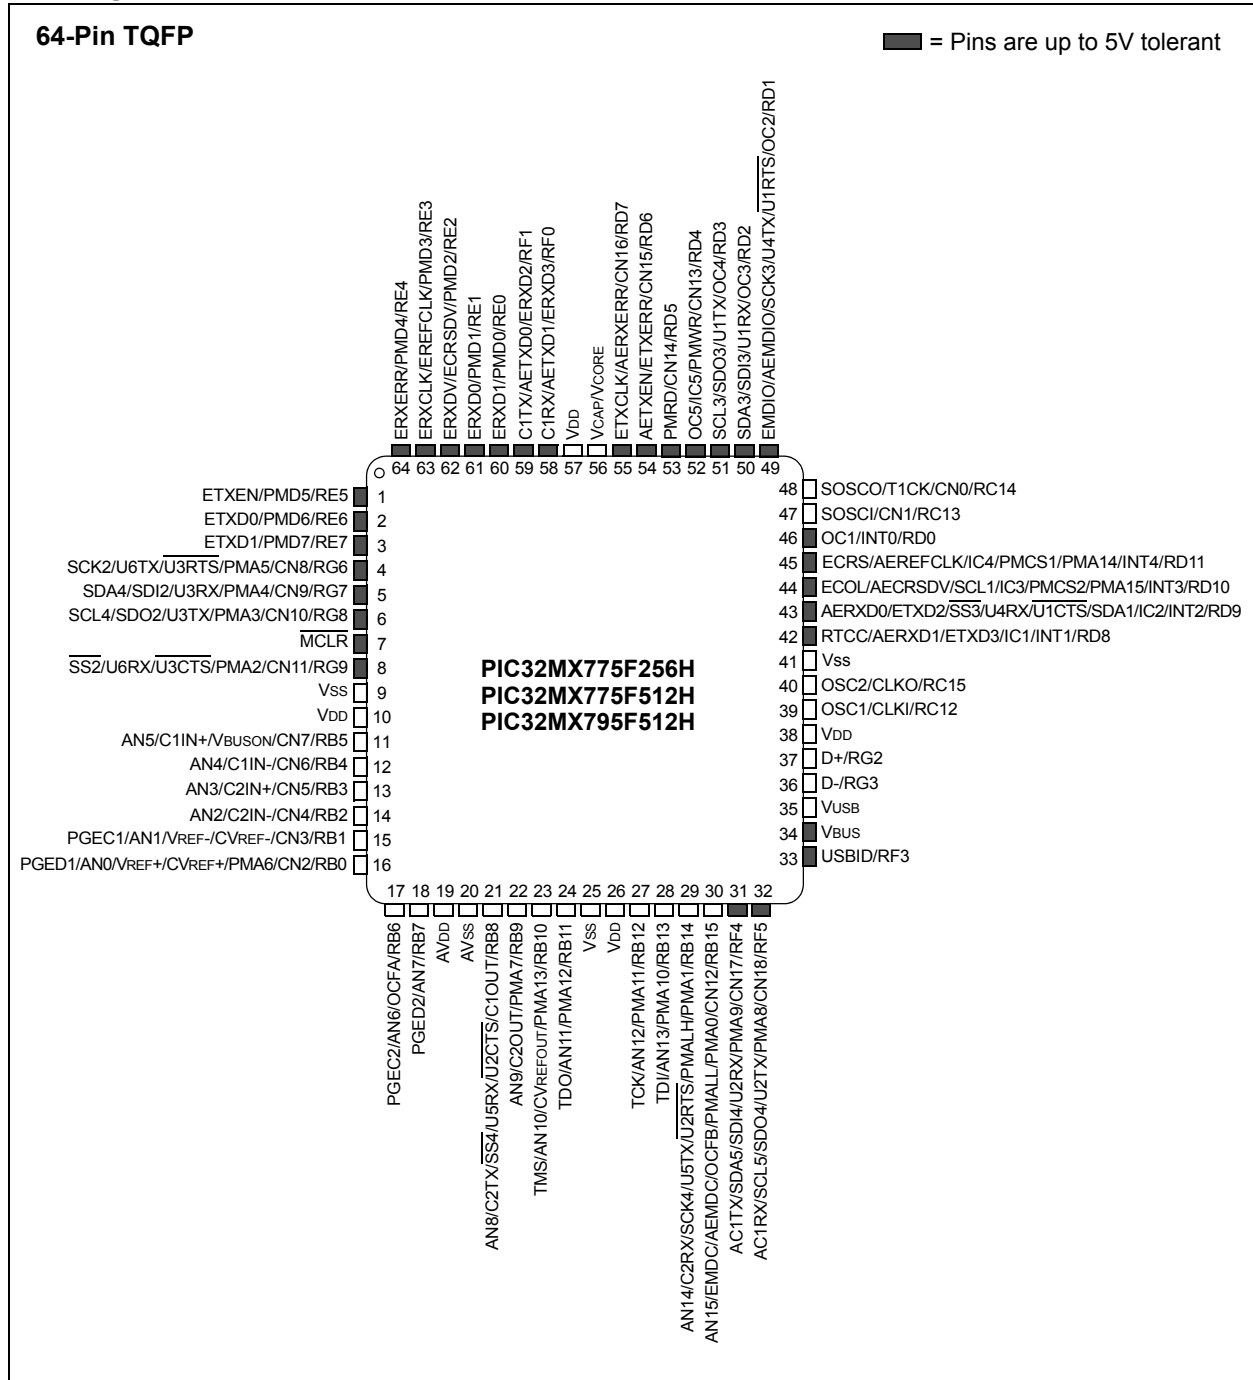 64-Pin TQFP
= Pins are up to 5V tolerant
ERXERR/PMD4/RE4
ERXCLK/EREFCLK/PMD3/RE3
ERXDV/ECRSDV/PMD2/RE2
ERXD0/PMD1/RE1
ERXD1/PMD0/RE0
C1TX/AETXD0/ERXD2/RF1
C1RX/AETXD1/ERXD3/RF0
VDD
VCAP/VCORE
ETXCLK/AERXERR/CN16/RD7
AETXEN/ETXERR/CN15/RD6
PMRD/CN14/RD5
OC5/IC5/PMWR/CN13/RD4
SCL3/SDO3/U1TX/OC4/RD3
SDA3/SDI3/U1RX/OC3/RD2
EMDIO/AEMDIO/SCK3/U4TX/U1RTS/OC2/RD1
64 63 62 61 60 59 58 57 56 55 54 53 52 51 50 49
ETXEN/PMD5/RE5 1
ETXD0/PMD6/RE6 2
ETXD1/PMD7/RE7 3
SCK2/U6TX/U3RTS/PMA5/CN8/RG6 4
SDA4/SDI2/U3RX/PMA4/CN9/RG7 5
SCL4/SDO2/U3TX/PMA3/CN10/RG8 6
MCLR 7
SS2/U6RX/U3CTS/PMA2/CN11/RG9 8
VSS 9
VDD 10
AN5/C1IN+/VBUSON/CN7/RB5 11
AN4/C1IN-/CN6/RB4 12
AN3/C2IN+/CN5/RB3 13
AN2/C2IN-/CN4/RB2 14
PGEC1/AN1/VREF-/CVREF-/CN3/RB1 15
PGED1/AN0/VREF+/CVREF+/PMA6/CN2/RB0 16
PIC32MX775F256H
PIC32MX775F512H
PIC32MX795F512H
48 SOSCO/T1CK/CN0/RC14
47 SOSCI/CN1/RC13
46 OC1/INT0/RD0
45 ECRS/AEREFCLK/IC4/PMCS1/PMA14/INT4/RD11
44 ECOL/AECRSDV/SCL1/IC3/PMCS2/PMA15/INT3/RD10
43 AERXD0/ETXD2/SS3/U4RX/U1CTS/SDA1/IC2/INT2/RD9
42 RTCC/AERXD1/ETXD3/IC1/INT1/RD8
41 Vss
40 OSC2/CLKO/RC15
39 OSC1/CLKI/RC12
38 VDD
37 D+/RG2
36 D-/RG3
35 VUSB
34 VBUS
33 USBID/RF3
17 18 19 20 21 22 23 24 25 26 27 28 29 30 31 32
PGEC2/AN6/OCFA/RB6
PGED2/AN7/RB7
AVDD
AVSS
AN8/C2TX/SS4/U5RX/U2CTS/C1OUT/RB8
AN9/C2OUT/PMA7/RB9
TMS/AN10/CVREFOUT/PMA13/RB10
TDO/AN11/PMA12/RB11
VSS
VDD
TCK/AN12/PMA11/RB12
TDI/AN13/PMA10/RB13
AN14/C2RX/SCK4/U5TX/U2RTS/PMALH/PMA1/RB14
AN15/EMDC/AEMDC/OCFB/PMALL/PMA0/CN12/RB15
AC1TX/SDA5/SDI4/U2RX/PMA9/CN17/RF4
AC1RX/SCL5/SDO4/U2TX/PMA8/CN18/RF5